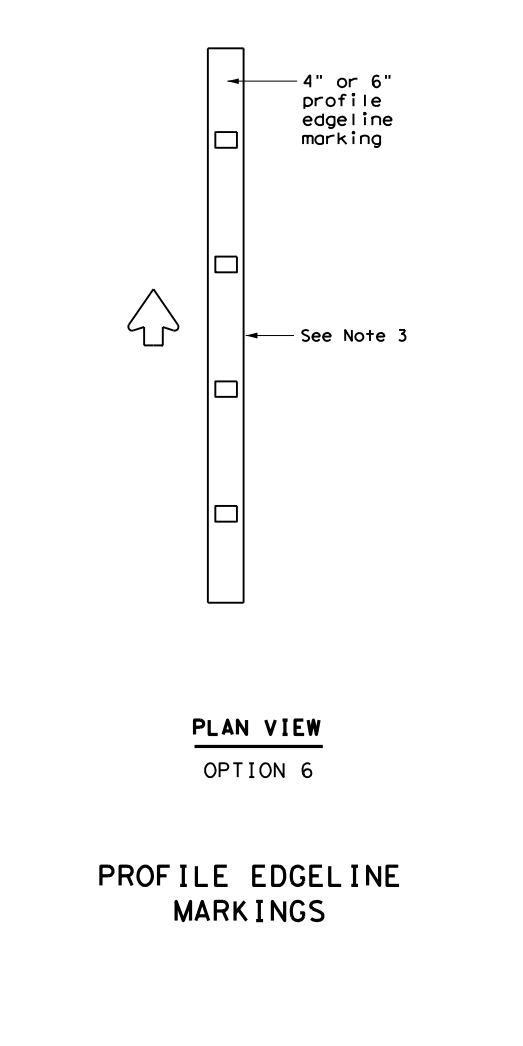 4" or 6"
profile
edgeline
marking
See Note 3
PLAN VIEW
OPTION 6
PROFILE EDGELINE
MARKINGS